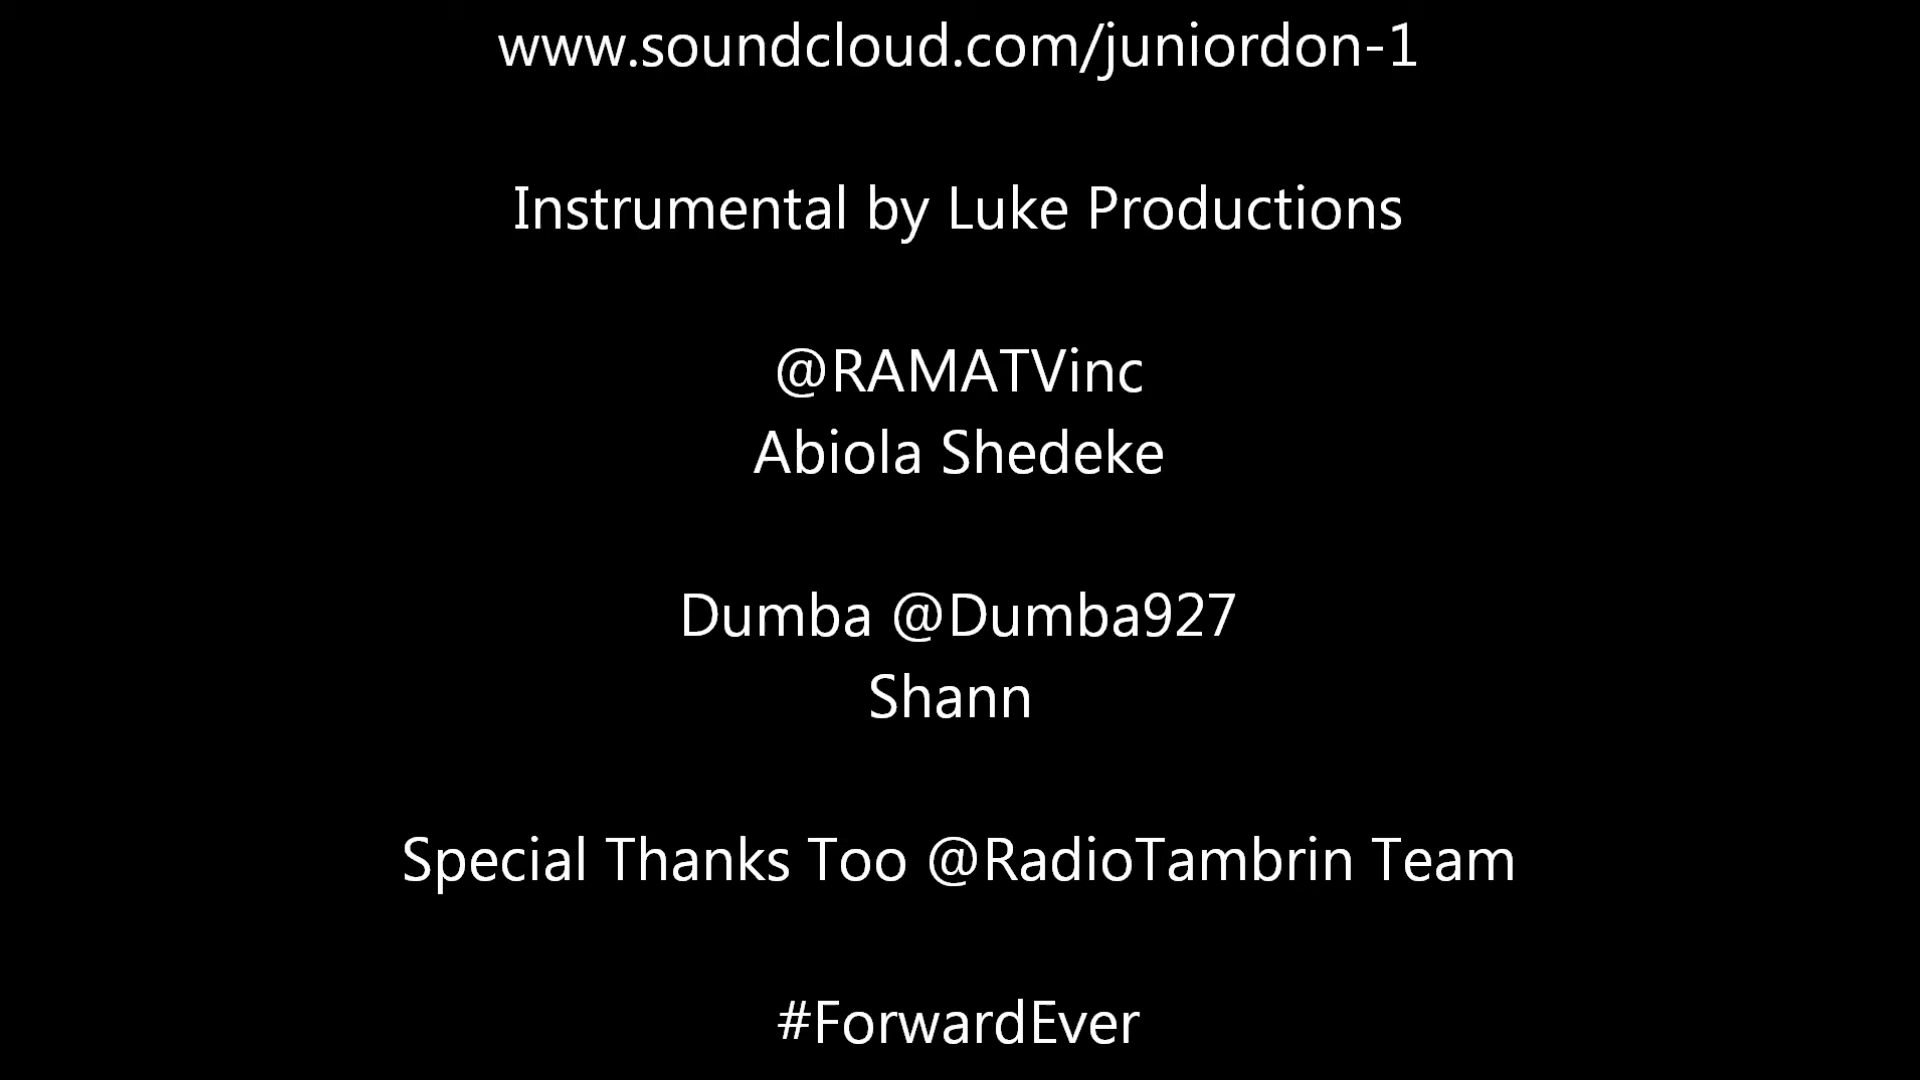 www.soundcloud.com/juniordon-1
Instrumental by Luke Productions
@RAMATVinc
Abiola Shedeke
Dumba @Dumba927
Shann
Special Thanks Too @RadioTambrin Team
#ForwardEver